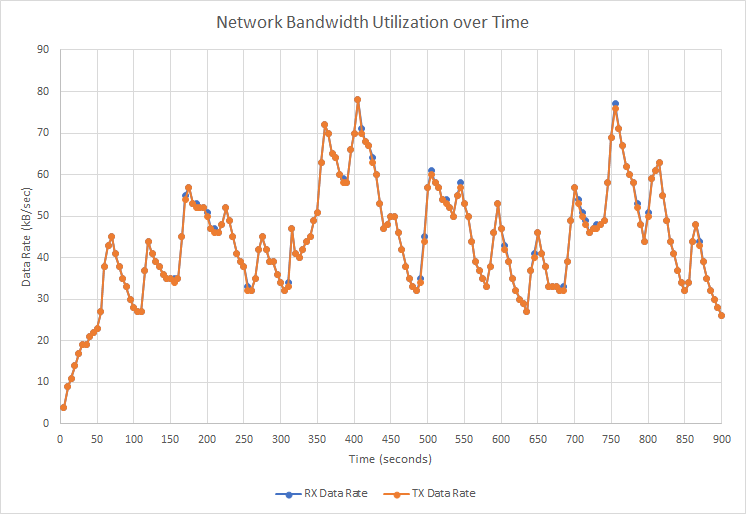 Network Bandwidth Utilization over Time
90
80
70
60
50
40
30
20
10
0
Data Rate (kB/sec)
0 50 100 150 200 250 300 350 400 450 500 550 600 650 700 750 800 850 900
Time (seconds)
RX Data Rate TX Data Rate